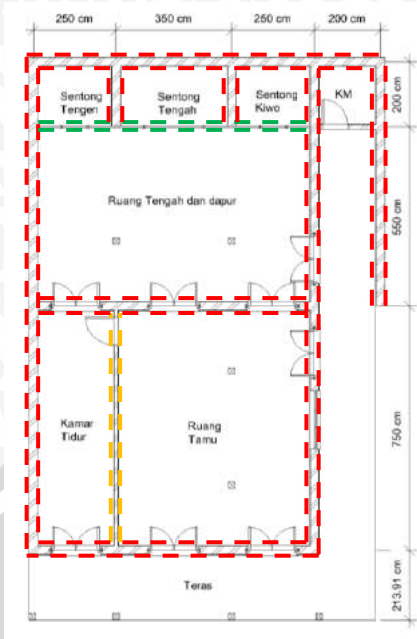 250 cm 350 cm 260 cm 200 cm
Sentong
Tengen
Sentong
Tengah
Sentong
Kiwo
KM
200 cm
Ruang Tengah dan dapur
550 cm
Kamar
Tidur
Ruang
Tamu
750 cm
Teras
213.91 cm